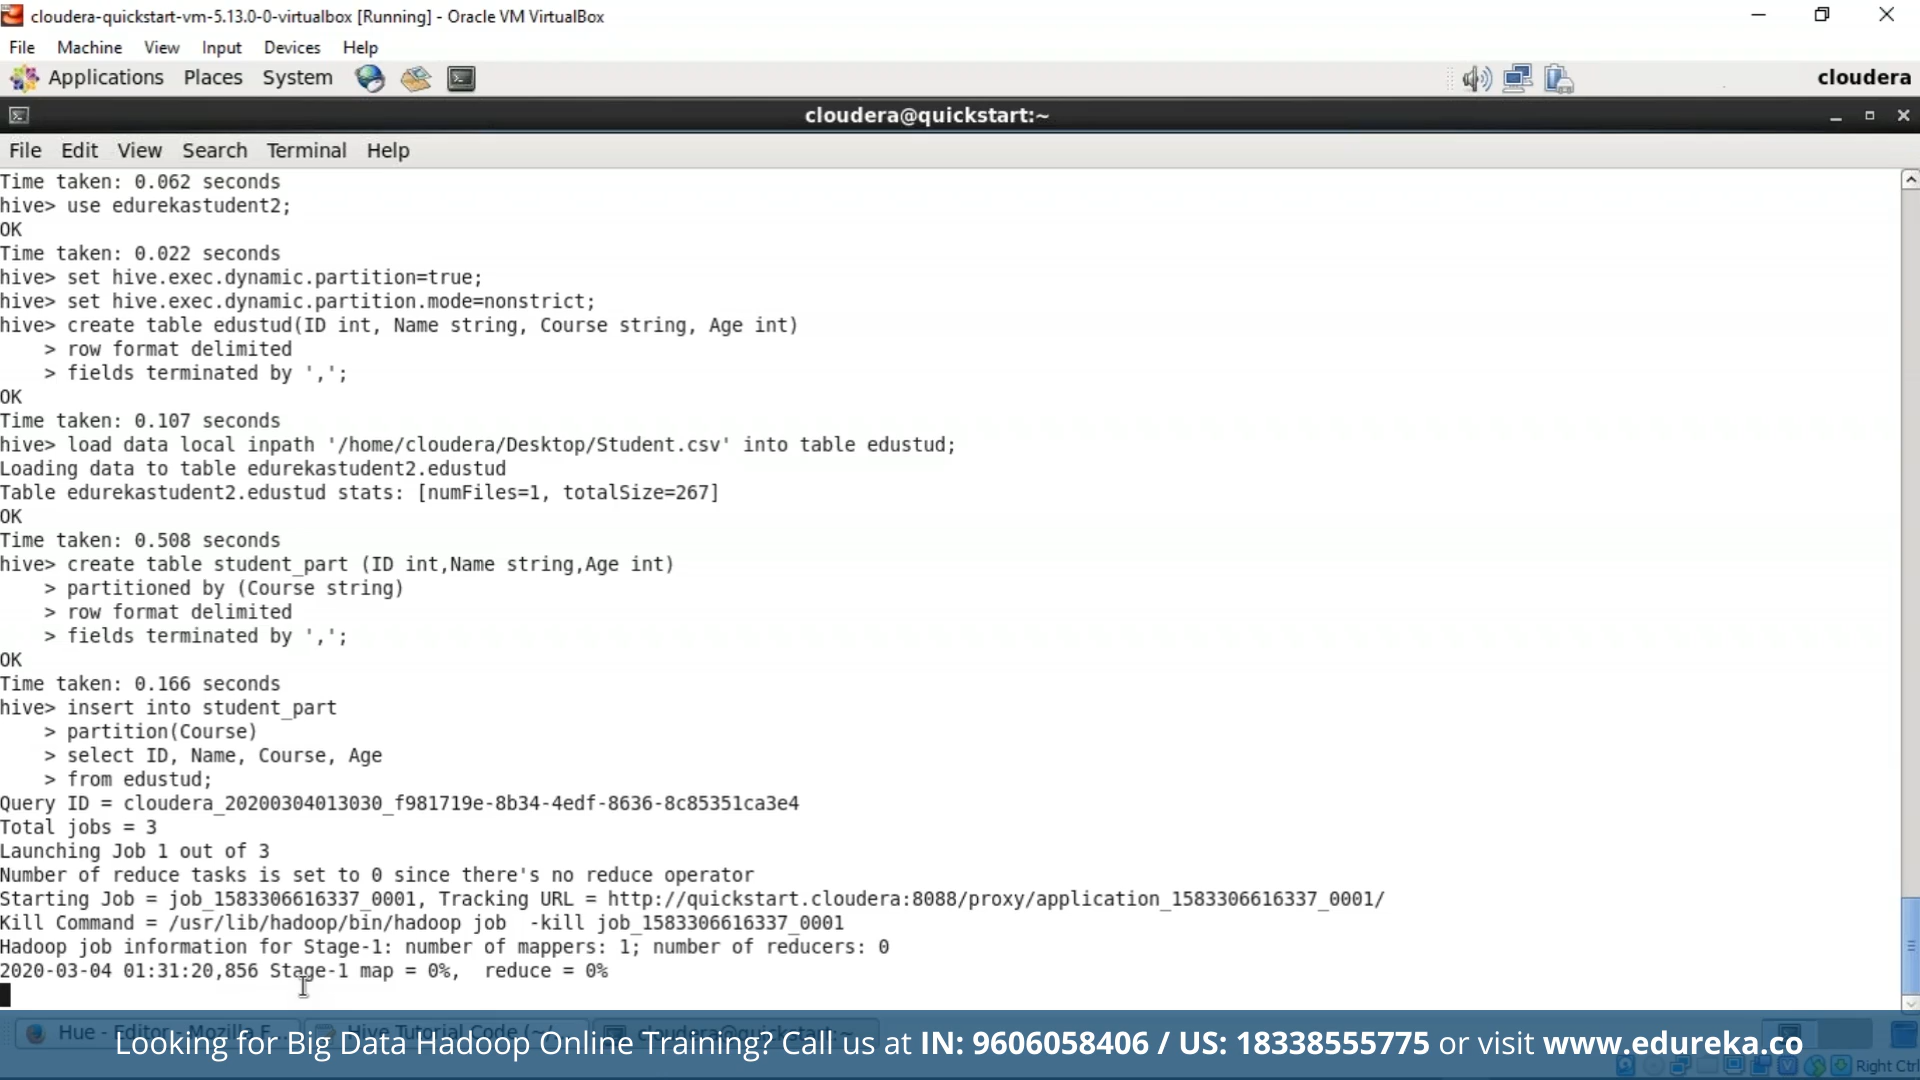 cloudera-quickstart-vm-5.13.0-0-virtualbox [Running] - Oracle VM VirtualBox
File Machine View Input Devices Help
Applications Places System cloudera
cloudera@quickstart:~
File Edit View Search Terminal Help
Time taken: 0.062 seconds
hive> use edurekastudent2;
OK
Time taken: 0.022 seconds
hive> set hive.exec.dynamic.partition=true;
hive> set hive.exec.dynamic.partition.mode=nonstrict;
hive> create table edustud(ID int, Name string, Course string, Age int)
    > row format delimited
    > fields terminated by ',';
OK
Time taken: 0.107 seconds
hive> load data local inpath '/home/cloudera/Desktop/Student.csv' into table edustud;
Loading data to table edurekastudent2.edustud
Table edurekastudent2.edustud stats: [numFiles=1, totalSize=267]
OK
Time taken: 0.508 seconds
hive> create table student_part (ID int,Name string,Age int)
    > partitioned by (Course string)
    > row format delimited
    > fields terminated by ',';
OK
Time taken: 0.166 seconds
hive> insert into student_part
    > partition(Course)
    > select ID, Name, Course, Age
    > from edustud;
Query ID = cloudera_20200304013030_f981719e-8b34-4edf-8636-8c85351ca3e4
Total jobs = 3
Launching Job 1 out of 3
Number of reduce tasks is set to 0 since there's no reduce operator
Starting Job = job_1583306616337_0001, Tracking URL = http://quickstart.cloudera:8088/proxy/application_1583306616337_0001/
Kill Command = /usr/lib/hadoop/bin/hadoop job  -kill job_1583306616337_0001
Hadoop job information for Stage-1: number of mappers: 1; number of reducers: 0
2020-03-04 01:31:20,856 Stage-1 map = 0%,  reduce = 0%
Hue - Editor - Mozilla F... Hive Tutorial Code (~/... cloudera@quickstart:~
Looking for Big Data Hadoop Online Training? Call us at IN: 9606058406 / US: 18338555775 or visit www.edureka.co
Right Ctrl